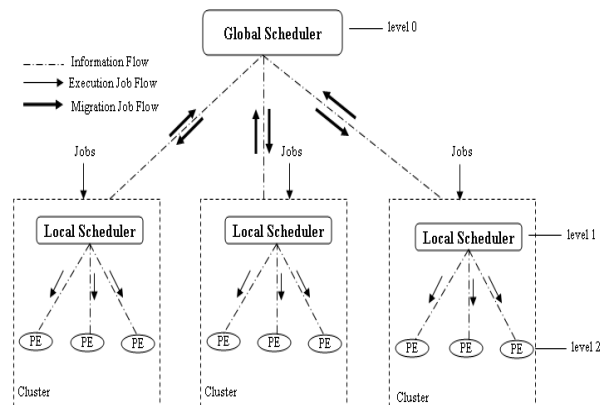 Global Scheduler
level 0
Information Flow
Execution Job Flow
Migration Job Flow
Jobs
Jobs
Jobs
Local Scheduler
Local Scheduler
Local Scheduler
level 1
PE
PE
PE
PE
PE
PE
PE
PE
PE
level 2
Cluster
Cluster
Cluster